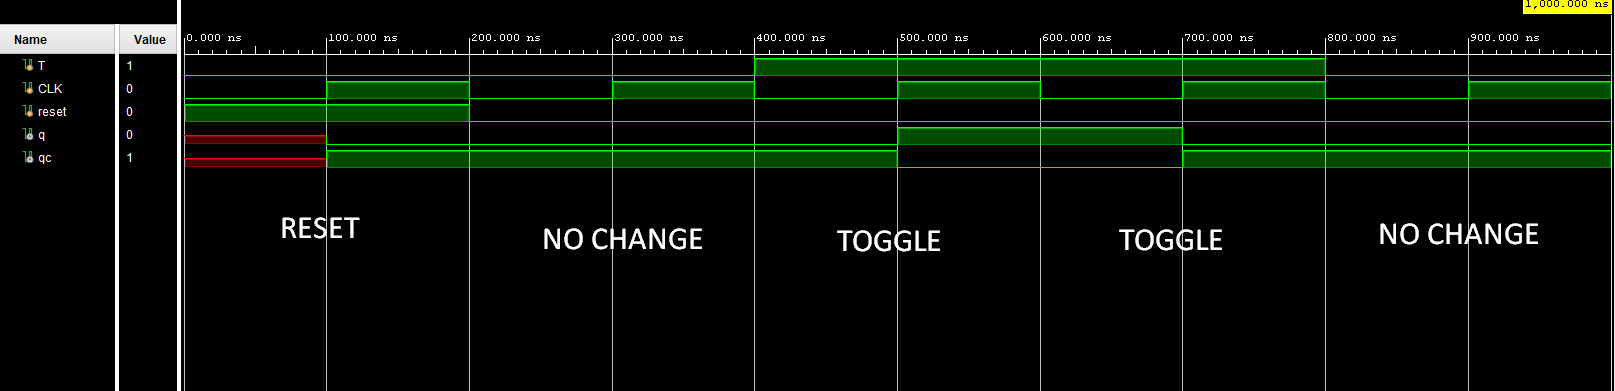 1,000.000 ns
Name Value
0.000 ns 100.000 ns 200.000 ns 300.000 ns 400.000 ns 500.000 ns 600.000 ns 700.000 ns 800.000 ns 900.000 ns
T 1
CLK 0
reset 0
q 0
qc 1
RESET NO CHANGE TOGGLE TOGGLE NO CHANGE